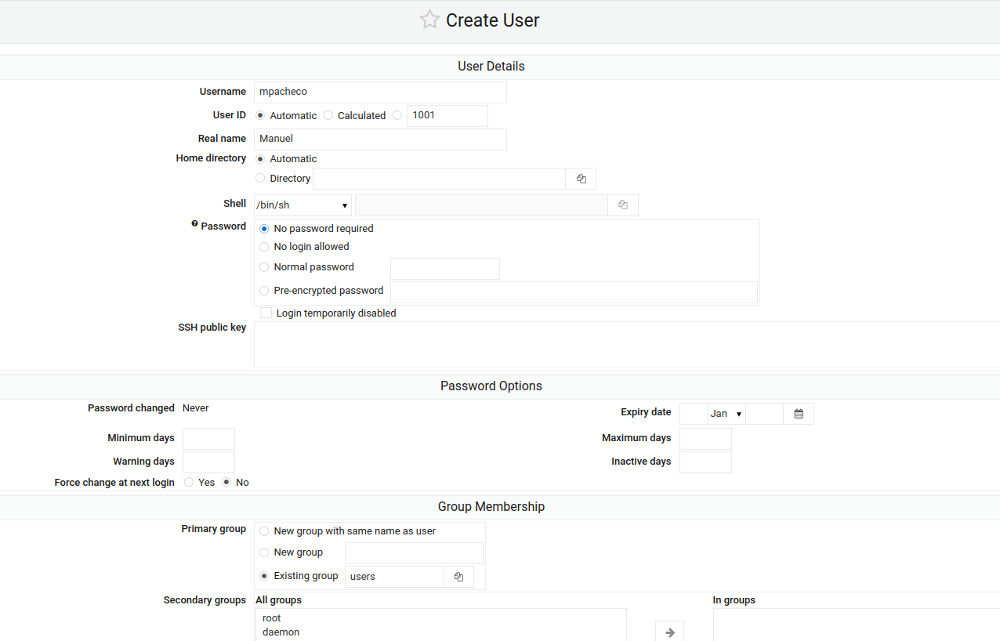 Create User
User Details
Username mpacheco
User ID Automatic Calculated 1001
Real name Manuel
Home directory Automatic
Directory
Shell /bin/sh
Password No password required
No login allowed
Normal password
Pre-encrypted password
Login temporarily disabled
SSH public key
Password Options
Password changed Never Expiry date Jan
Minimum days Maximum days
Warning days Inactive days
Force change at next login Yes No
Group Membership
Primary group New group with same name as user
New group
Existing group users
Secondary groups All groups In groups
root
daemon